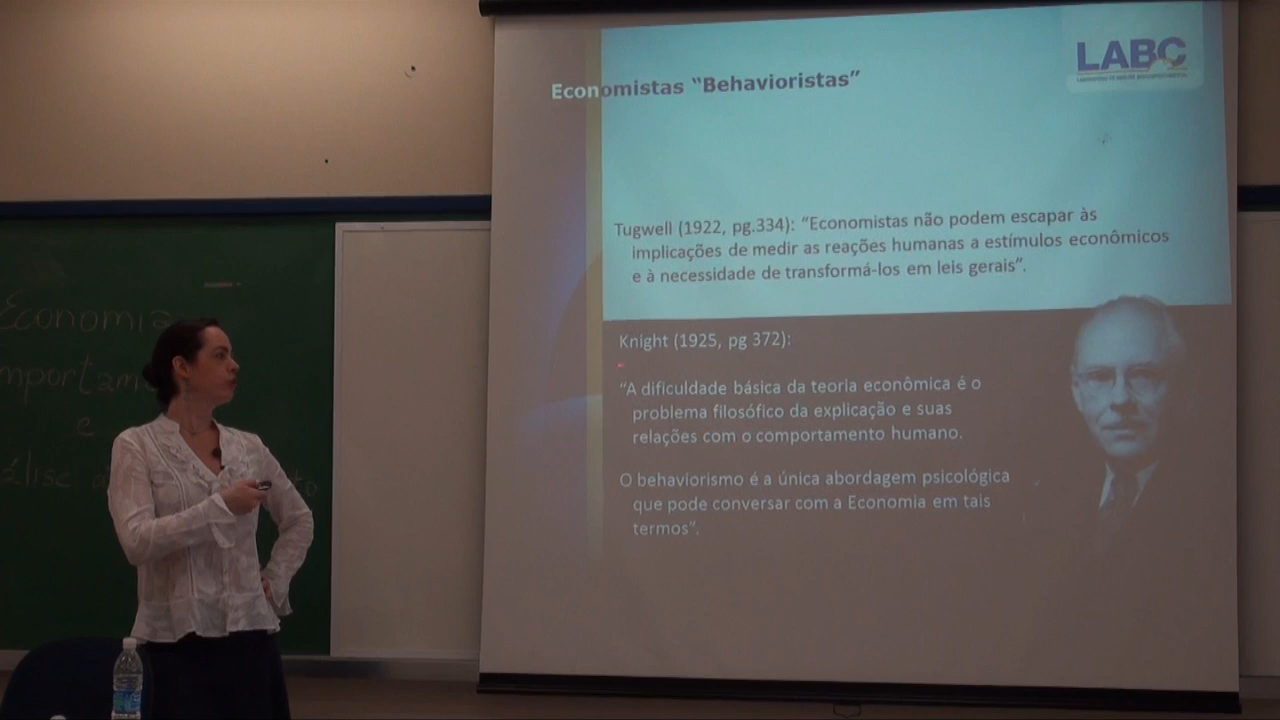 Economistas “Behavioristas”
LABC
Tugwell (1922, pg.334): “Economistas não podem escapar às
implicações de medir as reações humanas a estímulos econômicos
e à necessidade de transformá-los em leis gerais”.
Knight (1925, pg 372):
“A dificuldade básica da teoria econômica é o
problema filosófico da explicação e suas
relações com o comportamento humano.
O behaviorismo é a única abordagem psicológica
que pode conversar com a Economia em tais
termos”.
Economia
e